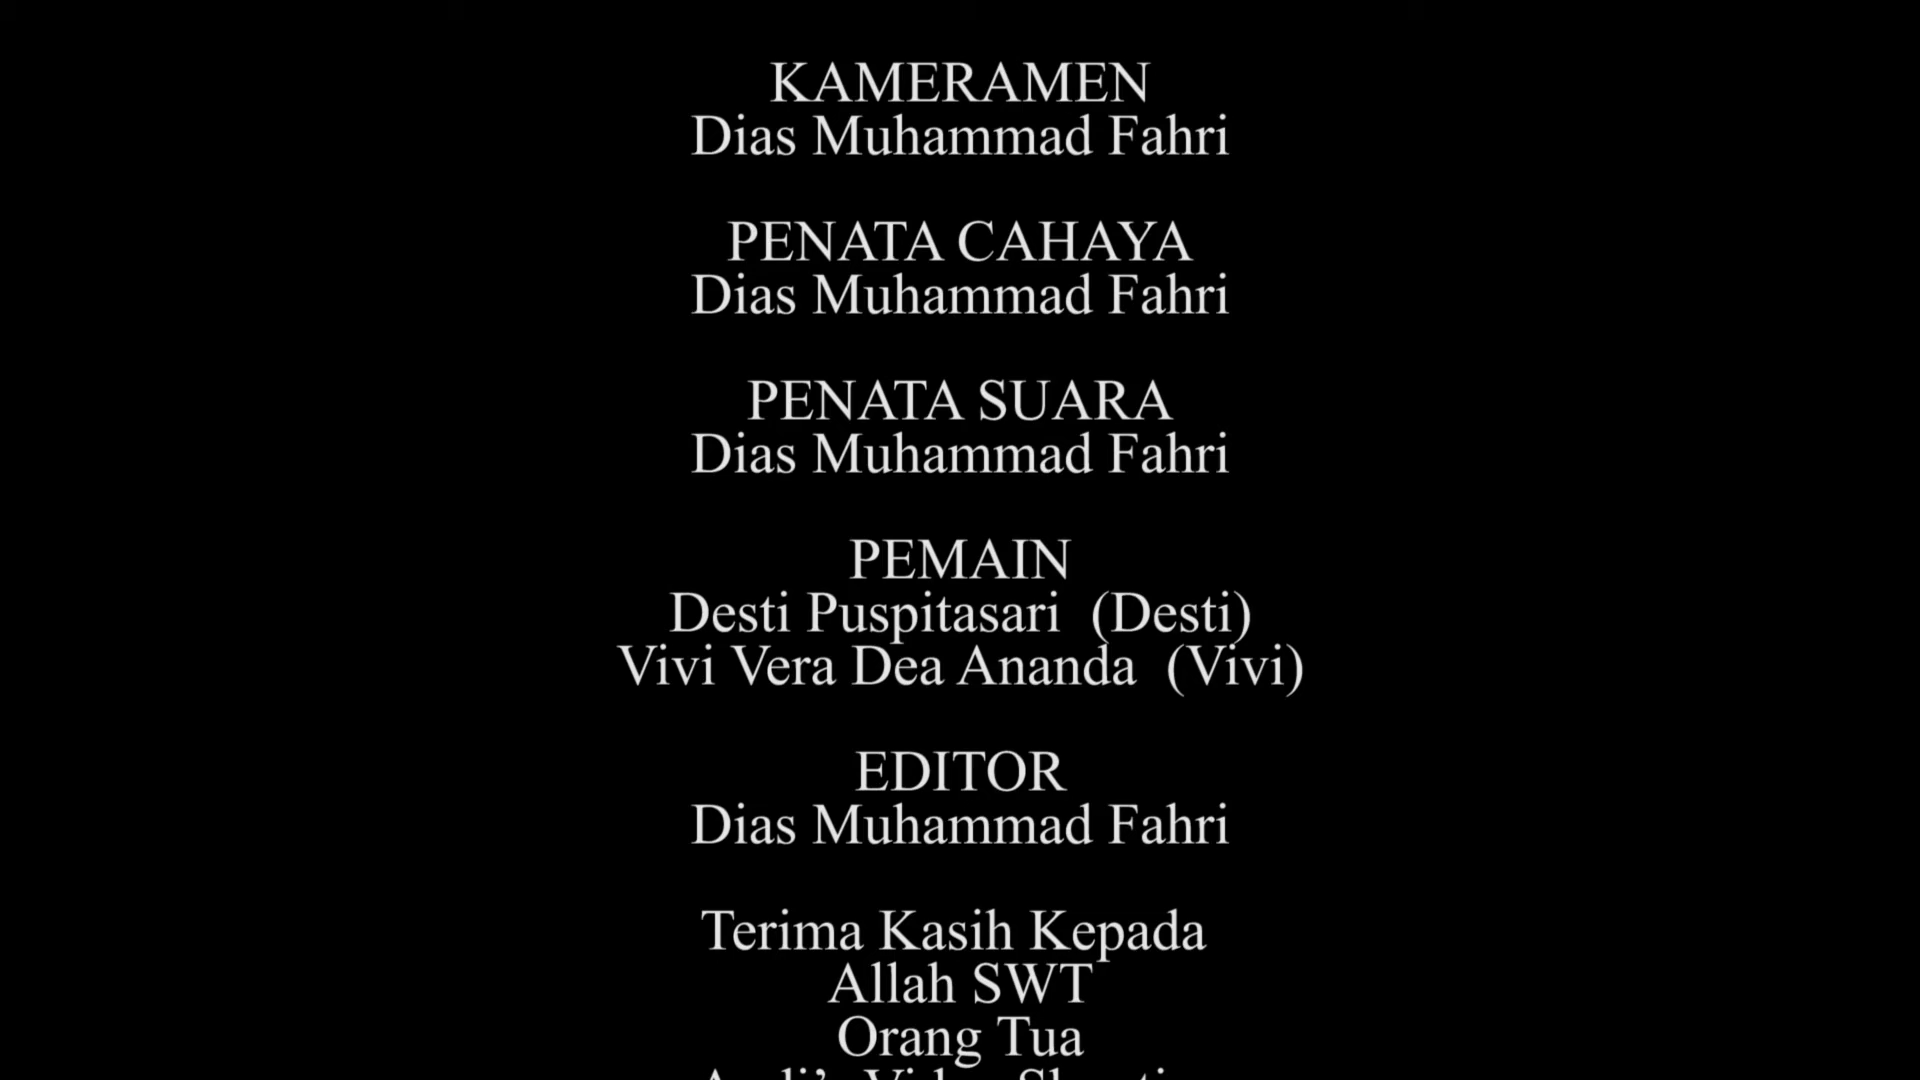 KAMERAMEN
Dias Muhammad Fahri
PENATA CAHAYA
Dias Muhammad Fahri
PENATA SUARA
Dias Muhammad Fahri
PEMAIN
Desti Puspitasari (Desti)
Vivi Vera Dea Ananda (Vivi)
EDITOR
Dias Muhammad Fahri
Terima Kasih Kepada
Allah SWT
Orang Tua